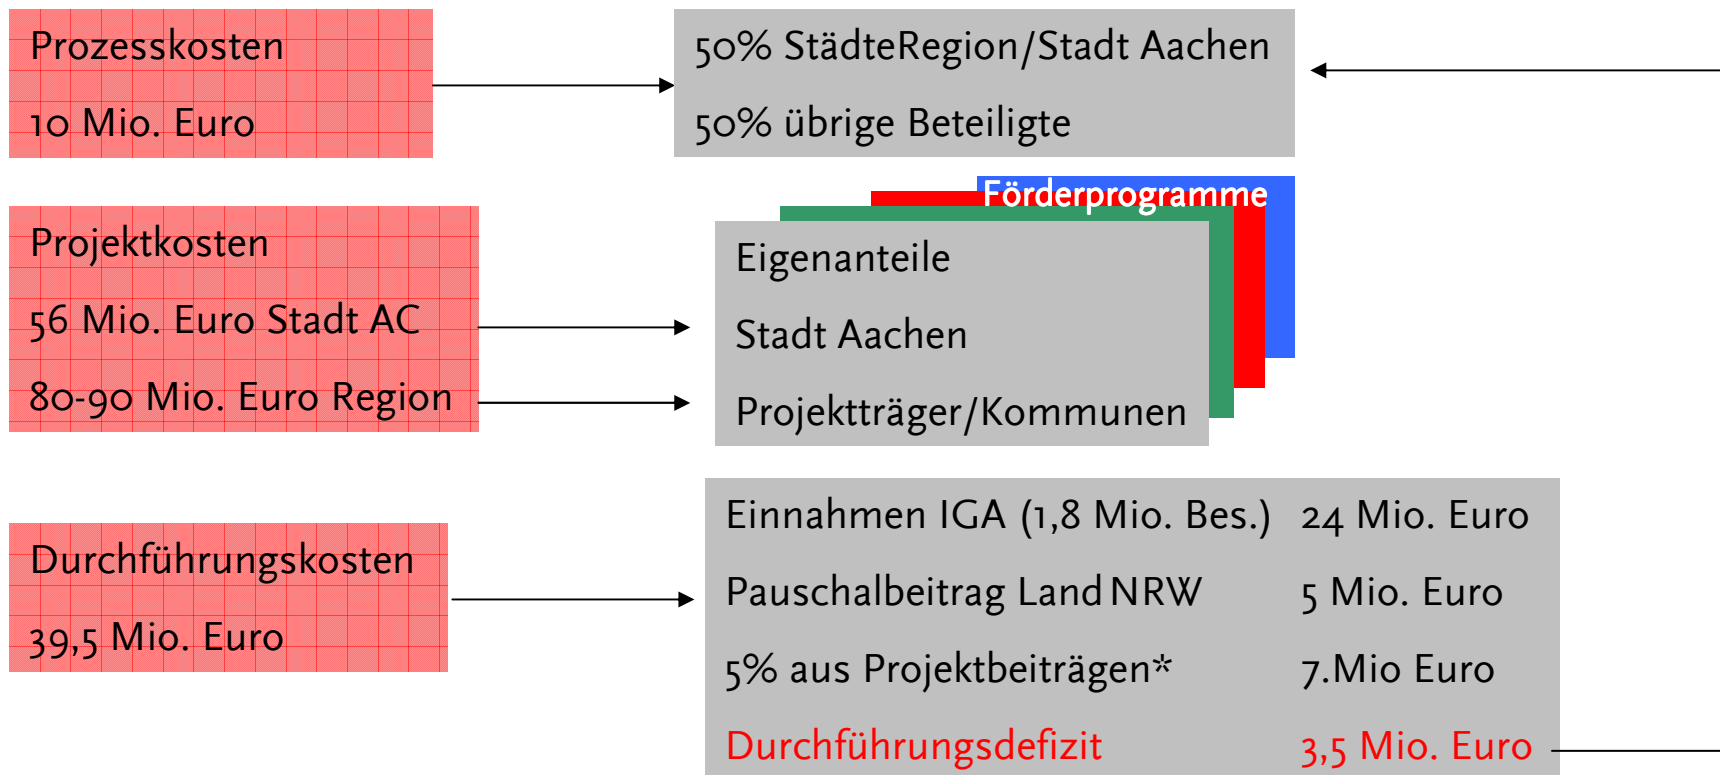 Prozesskosten
10 Mio. Euro
50% StädteRegion/Stadt Aachen
50% übrige Beteiligte
Förderprogramme
Projektkosten
56 Mio. Euro Stadt AC
80-90 Mio. Euro Region
Eigenanteile
Stadt Aachen
Projektträger/Kommunen
Durchführungskosten
39,5 Mio. Euro
Einnahmen IGA (1,8 Mio. Bes.) 24 Mio. Euro
Pauschalbeitrag Land NRW 5 Mio. Euro
5% aus Projektbeiträgen* 7.Mio Euro
Durchführungsdefizit 3,5 Mio. Euro